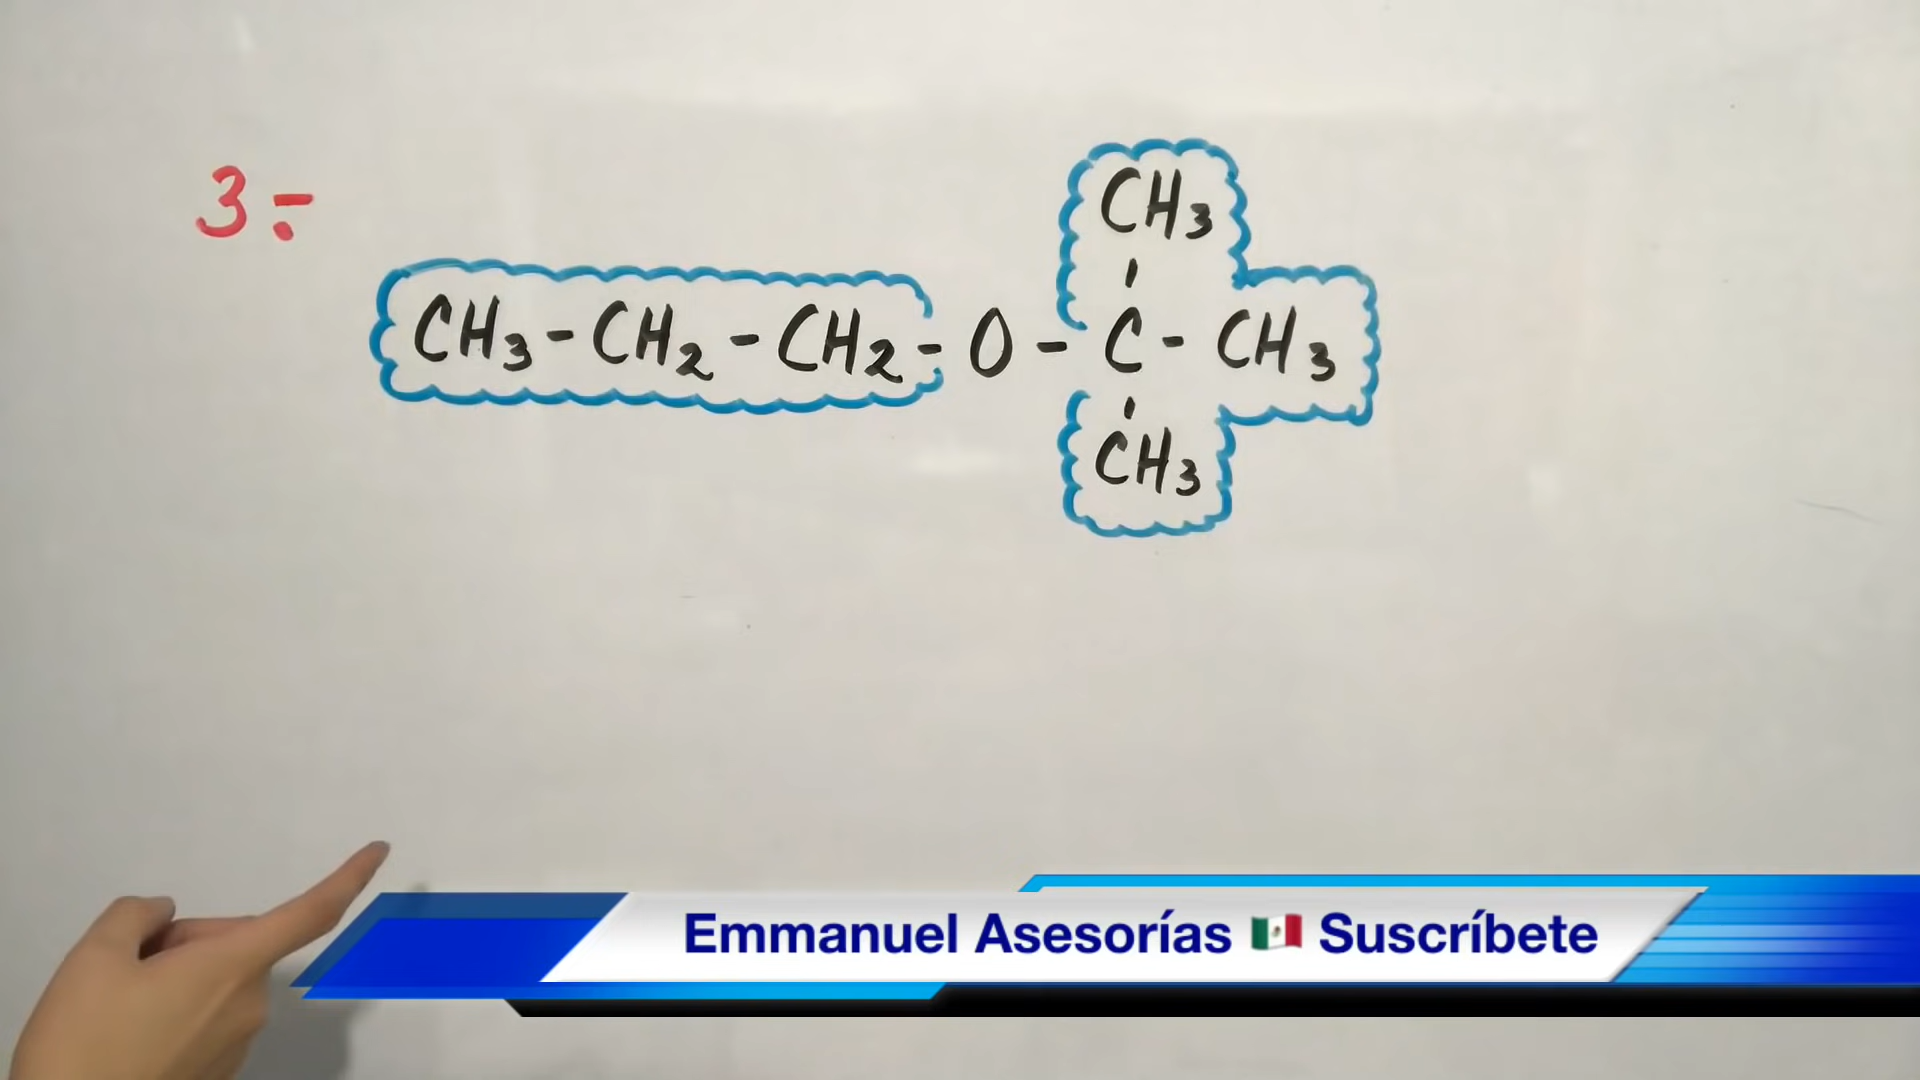 3.-
CH3
CH3-CH2-CH2-O-C-CH3
CH3
Emmanuel Asesorías 🇲🇽 Suscríbete